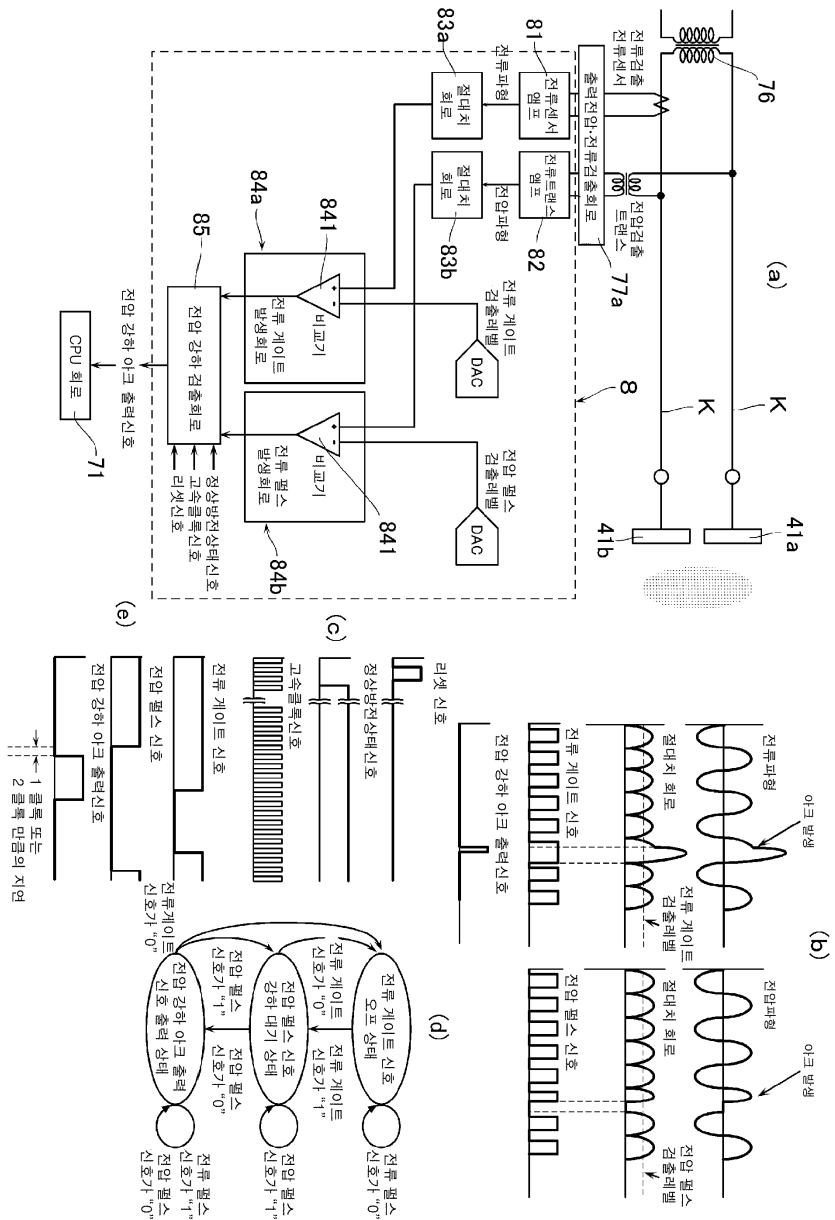 (a)
76
전류검출
전류센서
전압검출
트랜스
K
K
41a
41b
출력전압·전류검출회로
77a
8
81
전류센서
앰프
82
전류트랜스
앰프
전류파형
전압파형
83a
절대치
회로
83b
절대치
회로
전류 게이트
검출레벨
DAC
전압 펄스
검출레벨
DAC
84a
841
비교기
전류 게이트
발생회로
84b
841
비교기
전류 펄스
발생회로
85
전압 강하 검출회로
정상방전상태신호
고속클록신호
리셋신호
전압 강하 아크 출력신호
CPU 회로
71
(b)
아크 발생
전류파형
절대치 회로
전류 게이트
검출레벨
전류 게이트 신호
전압 강하 아크 출력신호
아크 발생
전압파형
절대치 회로
전압 펄스
검출레벨
전압 펄스 신호
(c)
리셋 신호
정상방전상태신호
고속클록신호
(e)
전류 게이트 신호
전압 펄스 신호
전압 강하 아크 출력신호
1 클록 또는
2 클록 만큼의 지연
(d)
전류 게이트 신호
오프 상태
전류 펄스
신호가 "0"
전류 게이트
신호가 "0"
전류 게이트
신호가 "1"
전압 펄스 신호
강하 대기 상태
전압 펄스
신호가 "1"
전압 펄스
신호가 "1"
전압 펄스
신호가 "0"
전압 강하 아크 출력
신호 출력 상태
전류게이트
신호가 "0"
전류 펄스
신호가 "1"
전압 펄스
신호가 "0"